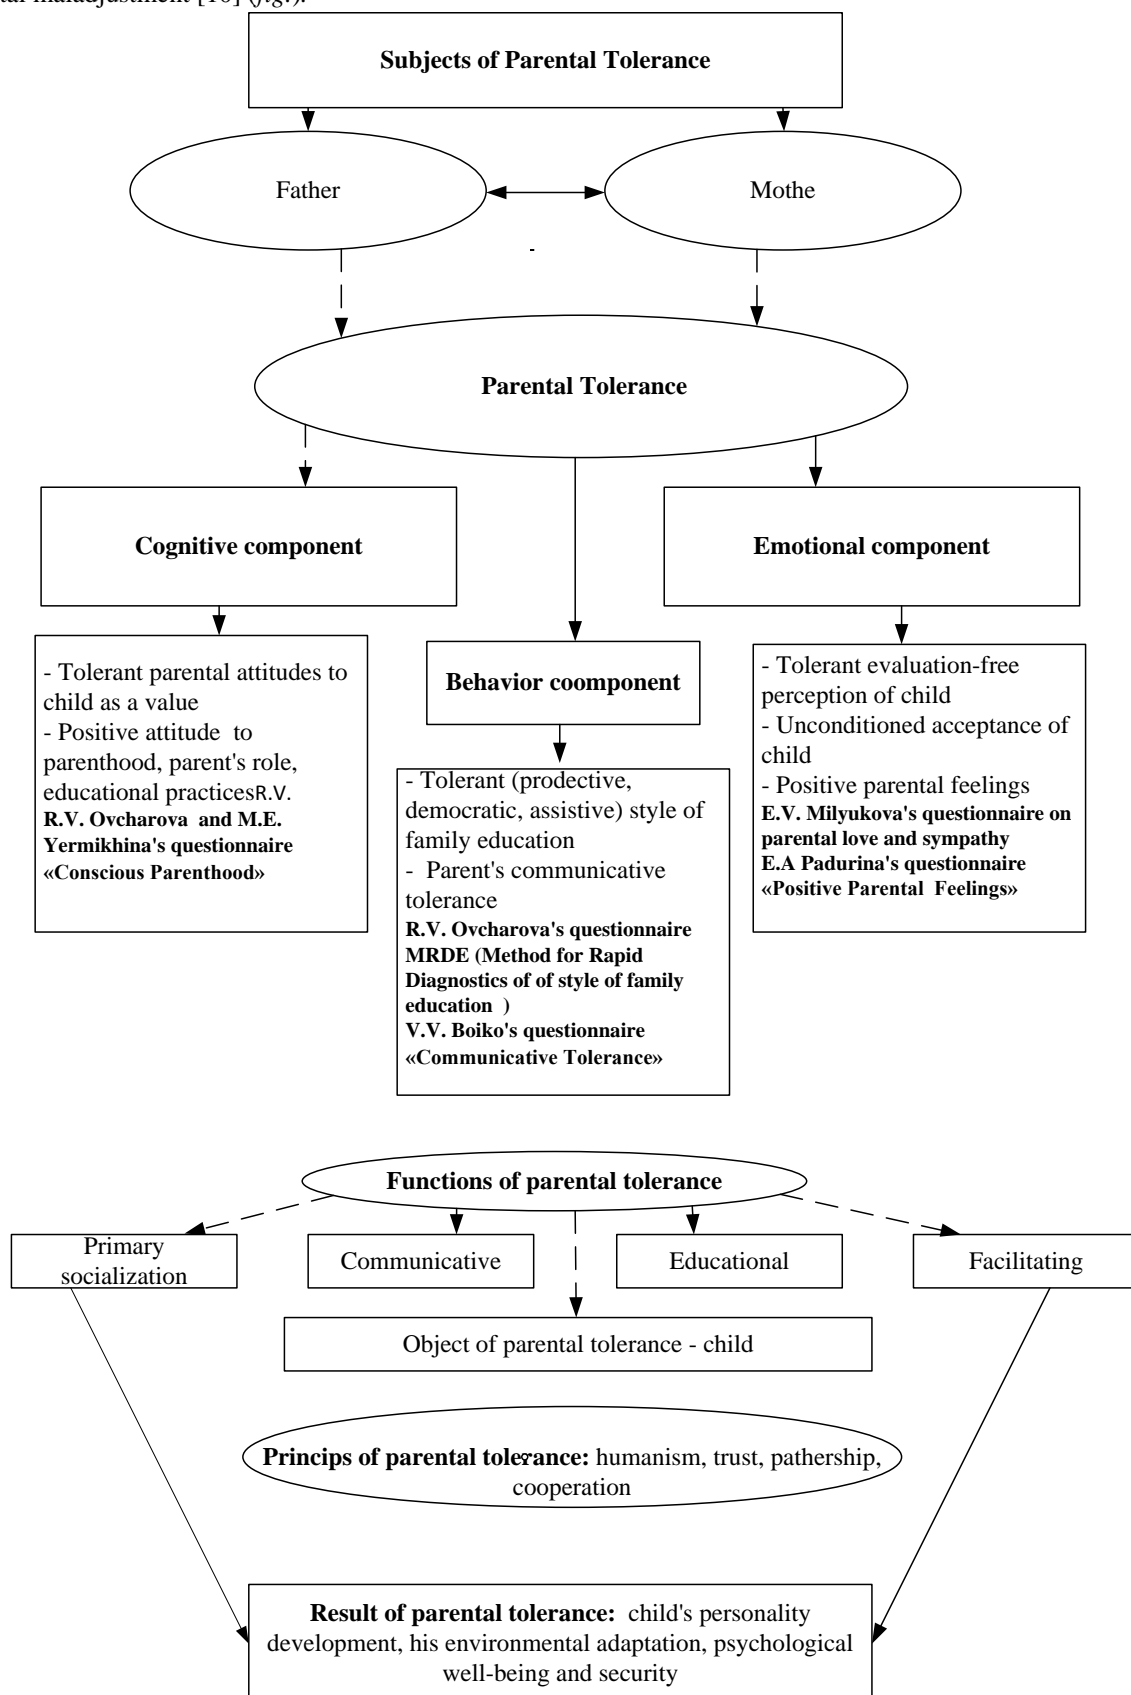 tal maladjustment [10] (fig.).
Subjects of Parental Tolerance
Father
Mothe
-
Parental Tolerance
Cognitive component
Emotional component
- Tolerant parental attitudes to
child as a value
- Positive attitude to
parenthood, parent's role,
educational practicesR.V.
R.V. Ovcharova and M.E.
Yermikhina's questionnaire
«Conscious Parenthood»
Behavior coomponent
- Tolerant (prodective,
democratic, assistive) style of
family education
- Parent's communicative
tolerance
R.V. Ovcharova's questionnaire
MRDE (Method for Rapid
Diagnostics of of style of family
education )
V.V. Boiko's questionnaire
«Communicative Tolerance»
- Tolerant evaluation-free
perception of child
- Unconditioned acceptance of
child
- Positive parental feelings
E.V. Milyukova's questionnaire on
parental love and sympathy
E.A Padurina's questionnaire
«Positive Parental Feelings»
Functions of parental tolerance
Primary
socialization
Communicative
Educational
Facilitating
Object of parental tolerance - child
Princips of parental tolerance: humanism, trust, pathership,
cooperation
Result of parental tolerance: child's personality
development, his environmental adaptation, psychological
well-being and security